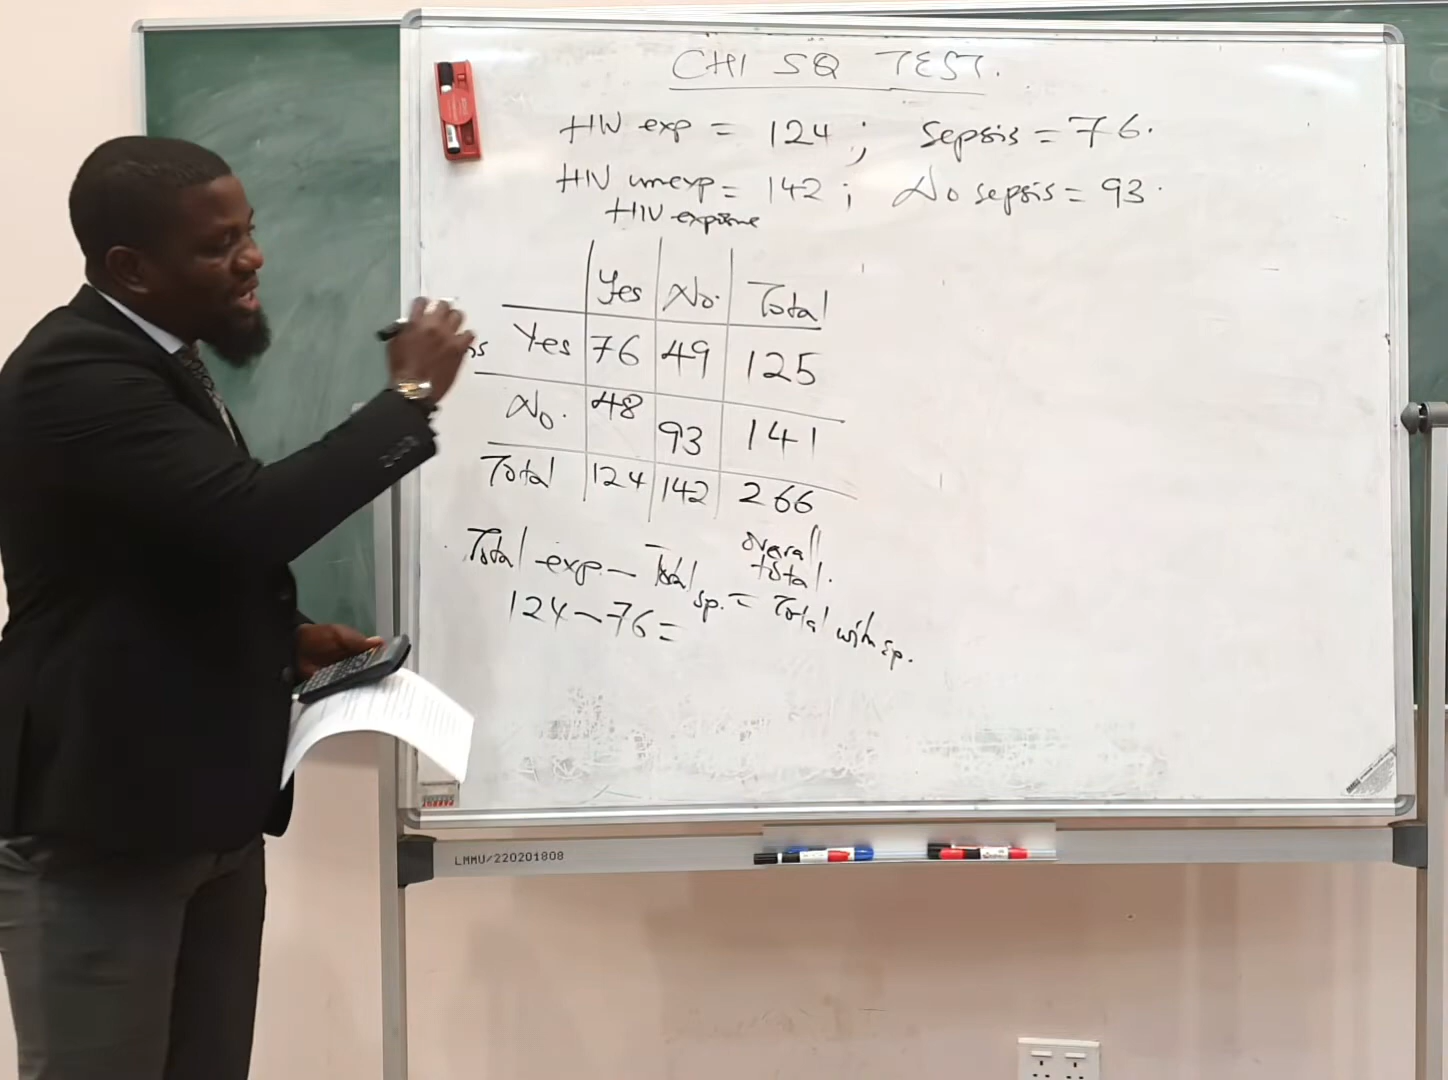 CHI SQ TEST.
HIV exp = 124 ; Sepsis = 76.
HIV unexp = 142 ; No sepsis = 93.
HIV exposure
Yes No. Total
Yes 76 49 125
No. 48 93 141
Total 124 142 266
overall total.
Total exp. - Total sp. = Total with sp.
124 - 76 =
LMMU/220201808